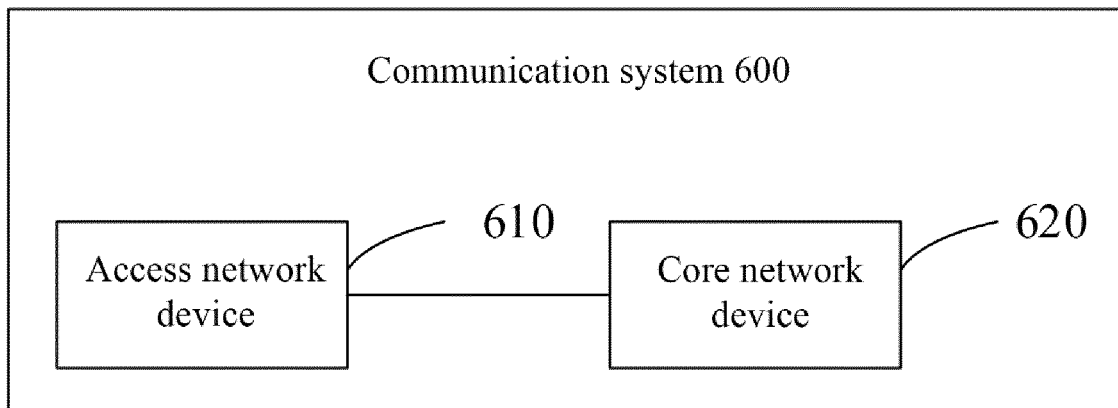 Communication system 600
610
620
Access network
device
Core network
device